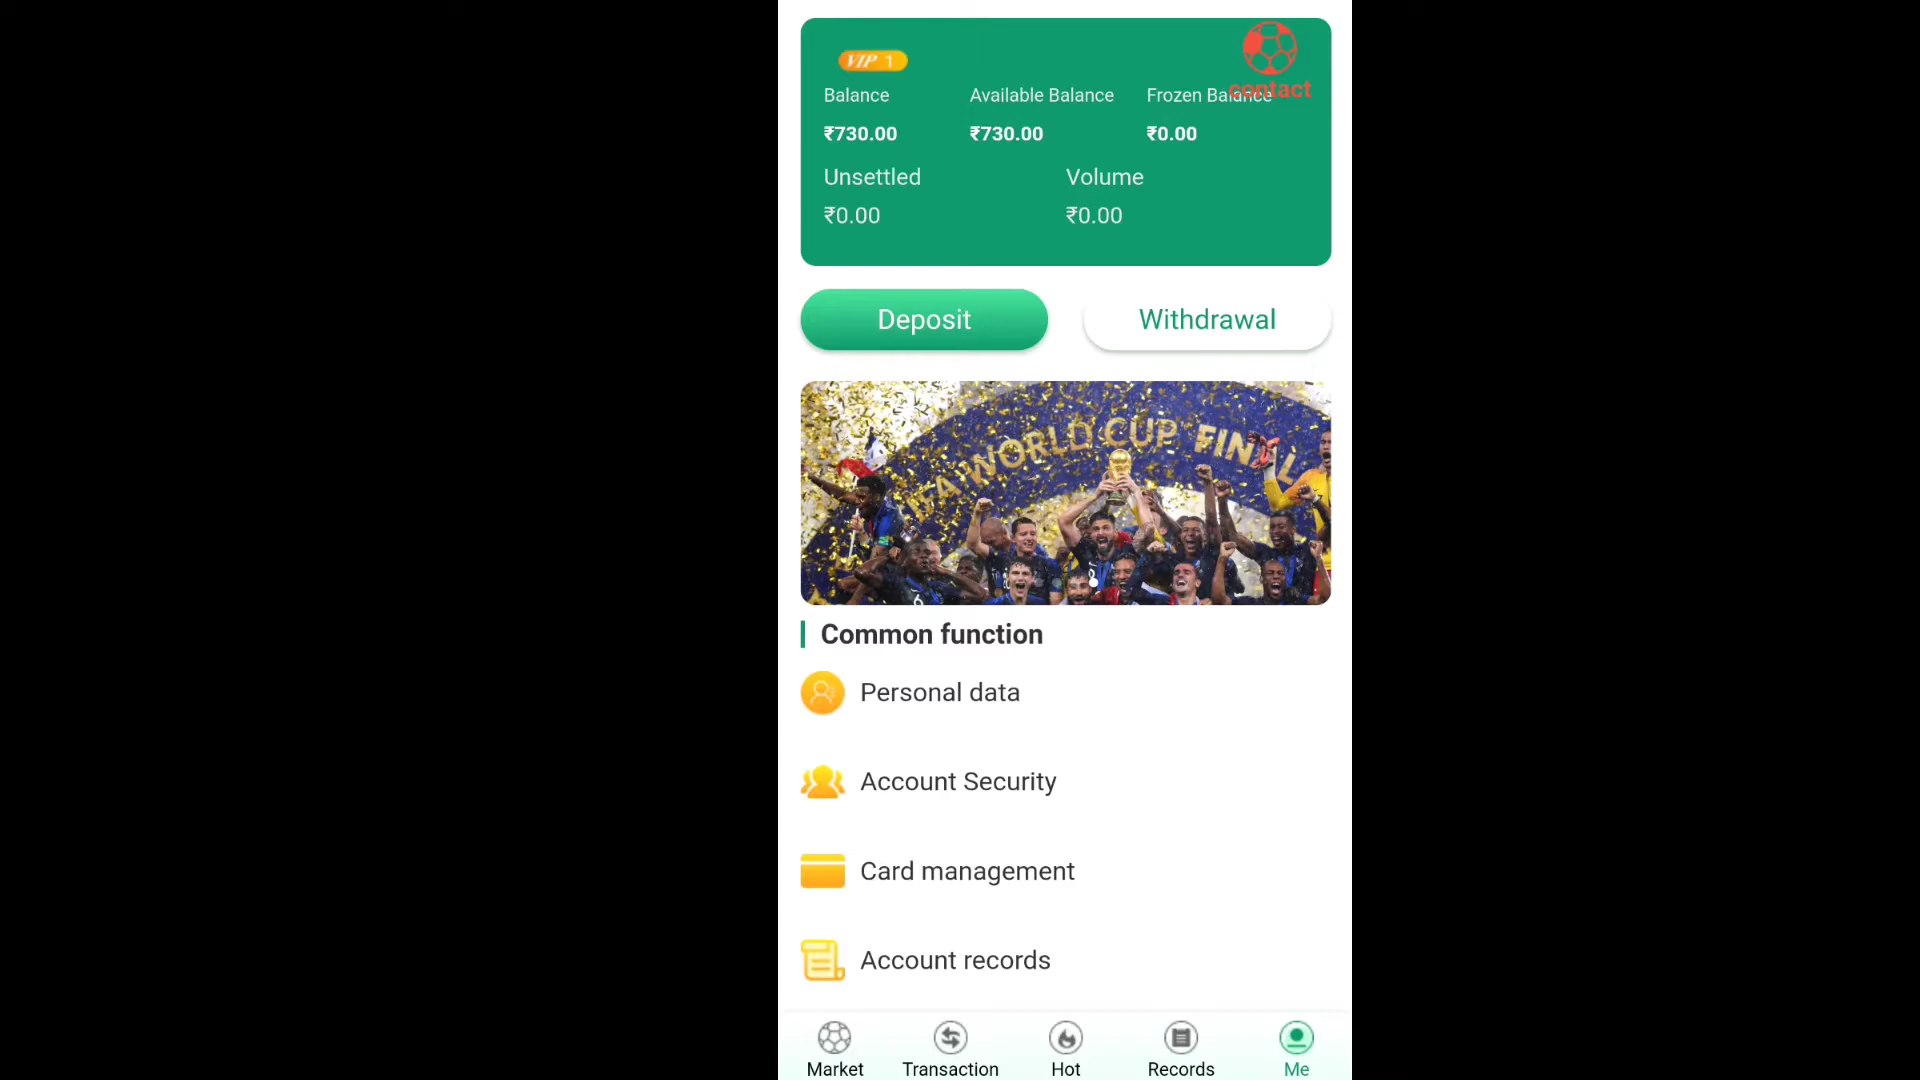 VIP 1
contact
Balance Available Balance Frozen Balance
₹730.00 ₹730.00 ₹0.00
Unsettled Volume
₹0.00 ₹0.00
Deposit Withdrawal
FA WORLD CUP FINAL
6
Common function
Personal data
Account Security
Card management
Account records
Market Transaction Hot Records Me